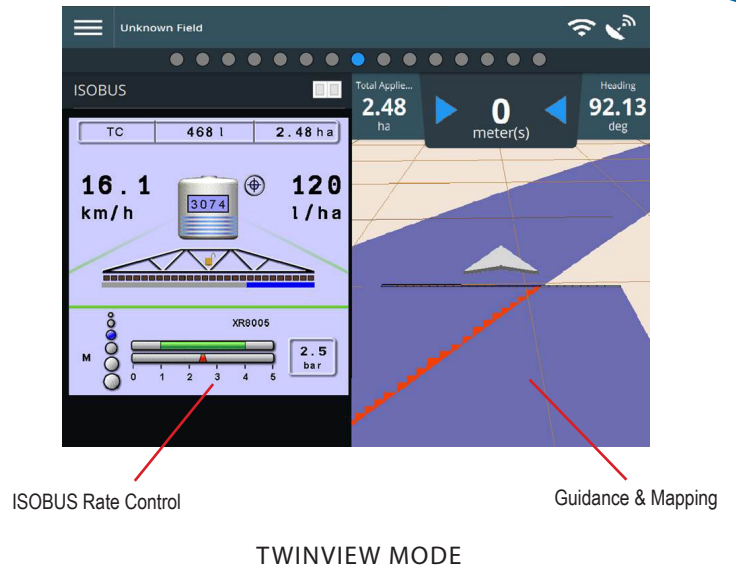 Unknown Field
ISOBUS
TC 468 l 2.48 ha
16.1 km/h
3074
120 l/ha
XR8005
M
0 1 2 3 4 5
2.5 bar
Total Applie...
2.48
ha
0
meter(s)
Heading
92.13
deg
ISOBUS Rate Control
Guidance & Mapping
TWINVIEW MODE